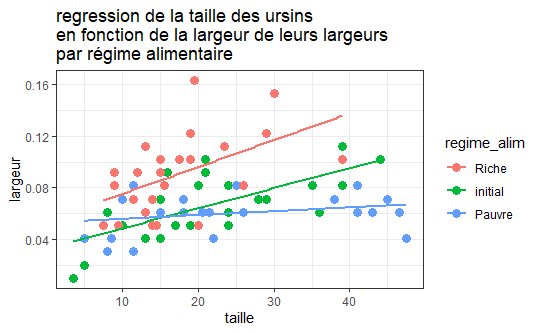 regression de la taille des ursins
en fonction de la largeur de leurs largeurs
par régime alimentaire
0.16
0.12
0.08
0.04
largeur
10
20
30
40
taille
regime_alim
Riche
initial
Pauvre